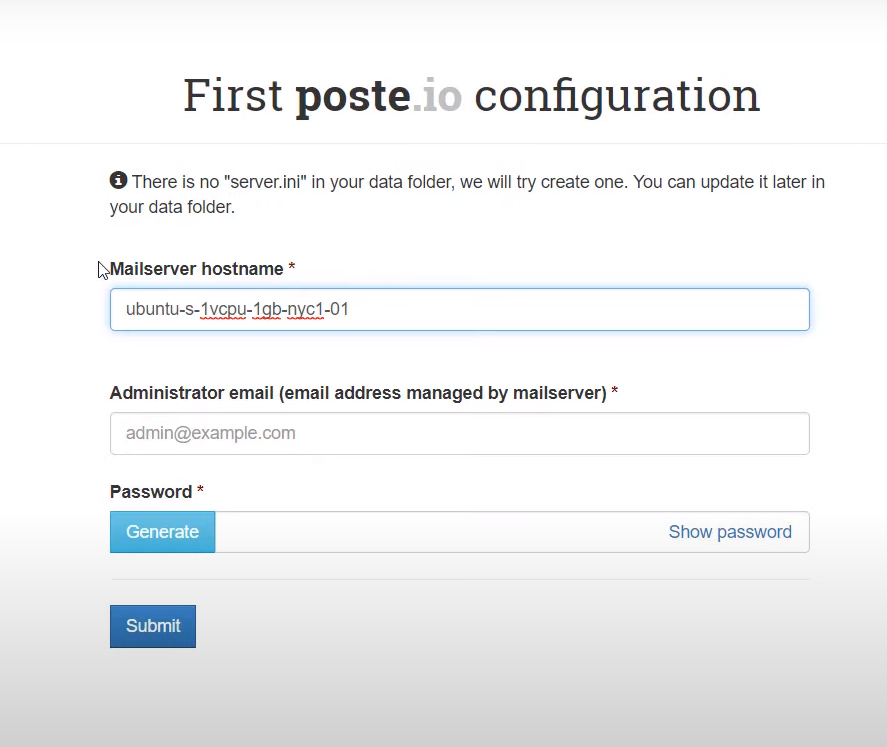 First poste.io configuration
There is no "server.ini" in your data folder, we will try create one. You can update it later in
your data folder.
Mailserver hostname *
ubuntu-s-1vcpu-1gb-nyc1-01
Administrator email (email address managed by mailserver) *
admin@example.com
Password *
Generate Show password
Submit